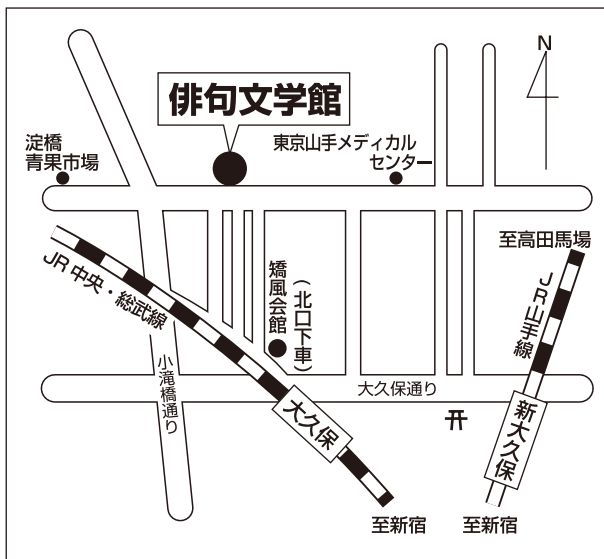 N
俳句文学館
淀橋
青果市場
東京山手メディカル
センター
至高田馬場
JR中央・総武線
矯風会館
(北口下車)
JR山手線
小滝橋通り
大久保通り
大久保
新大久保
至新宿
至新宿